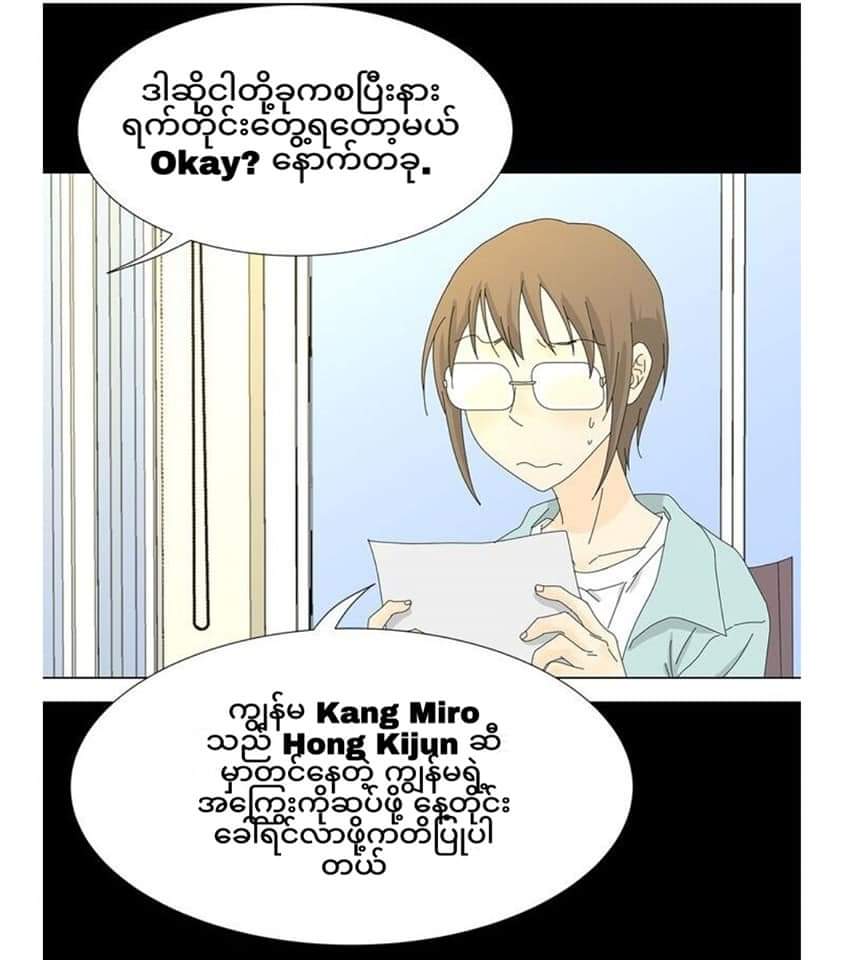 ဒါဆိုငါတို့ခုကစပြီးနား
ရက်တိုင်းတွေ့ရတော့မယ်
Okay? နောက်တခု.
ကျွန်မ Kang Miro
သည် Hong Kijun ဆီ
မှာတင်နေတဲ့ ကျွန်မရဲ့
အကြွေးကိုဆပ်ဖို့ နေ့တိုင်း
ခေါ်ရင်လာဖို့ကတိပြုပါ
တယ်